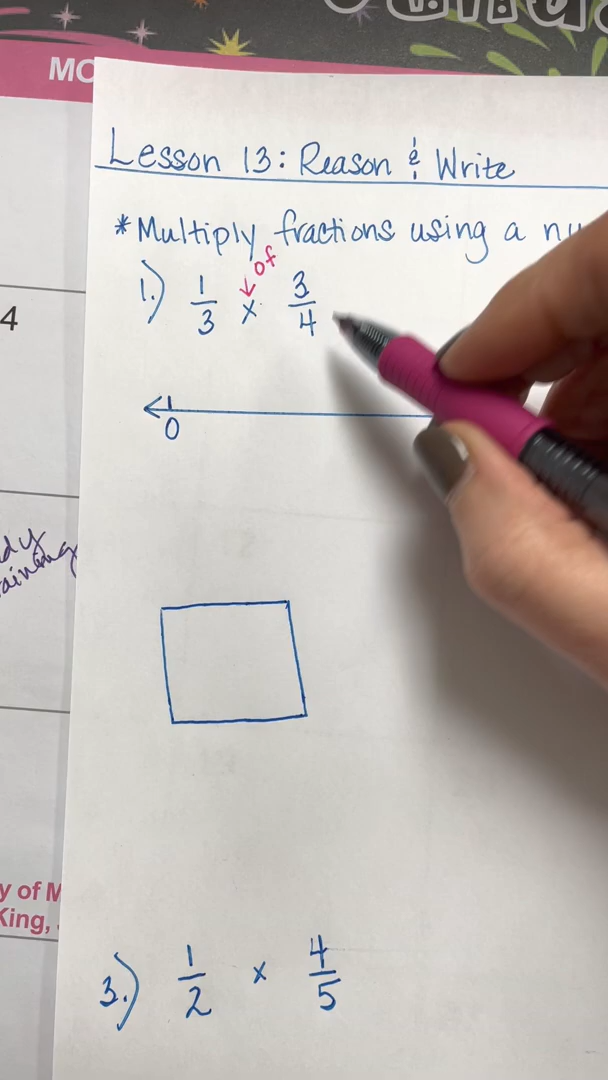 MO
Lesson 13: Reason & Write
*Multiply fractions using a
of
1.) 1/3 x 3/4
4
0
y of M
King,
3.) 1/2 x 4/5